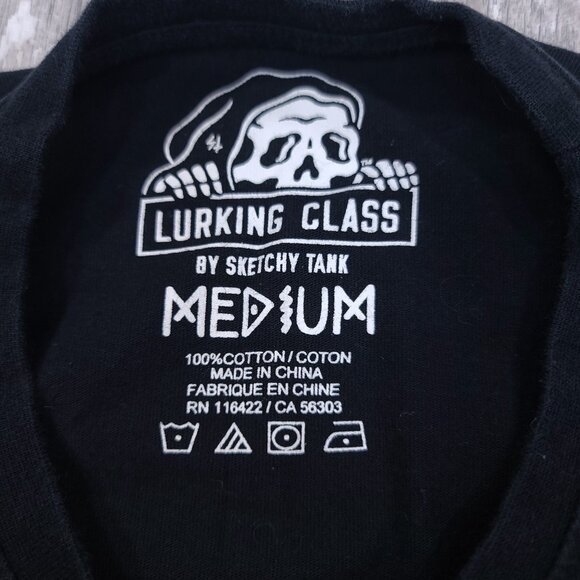 LURKING CLASS
BY SKETCHY TANK
MEDIUM
100%COTTON / COTON
MADE IN CHINA
FABRIQUE EN CHINE
RN 116422 / CA 56303